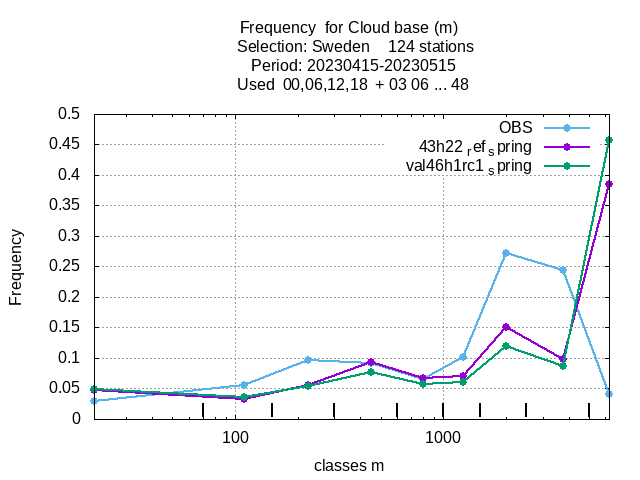 Frequency for Cloud base (m)
Selection: Sweden 124 stations
Period: 20230415-20230515
Used 00,06,12,18 + 03 06 ... 48
0.5
0.45
0.4
0.35
0.3
0.25
0.2
0.15
0.1
0.05
0
Frequency
OBS
43h22 ref spring
val46h1rc1 spring
100 1000
classes m